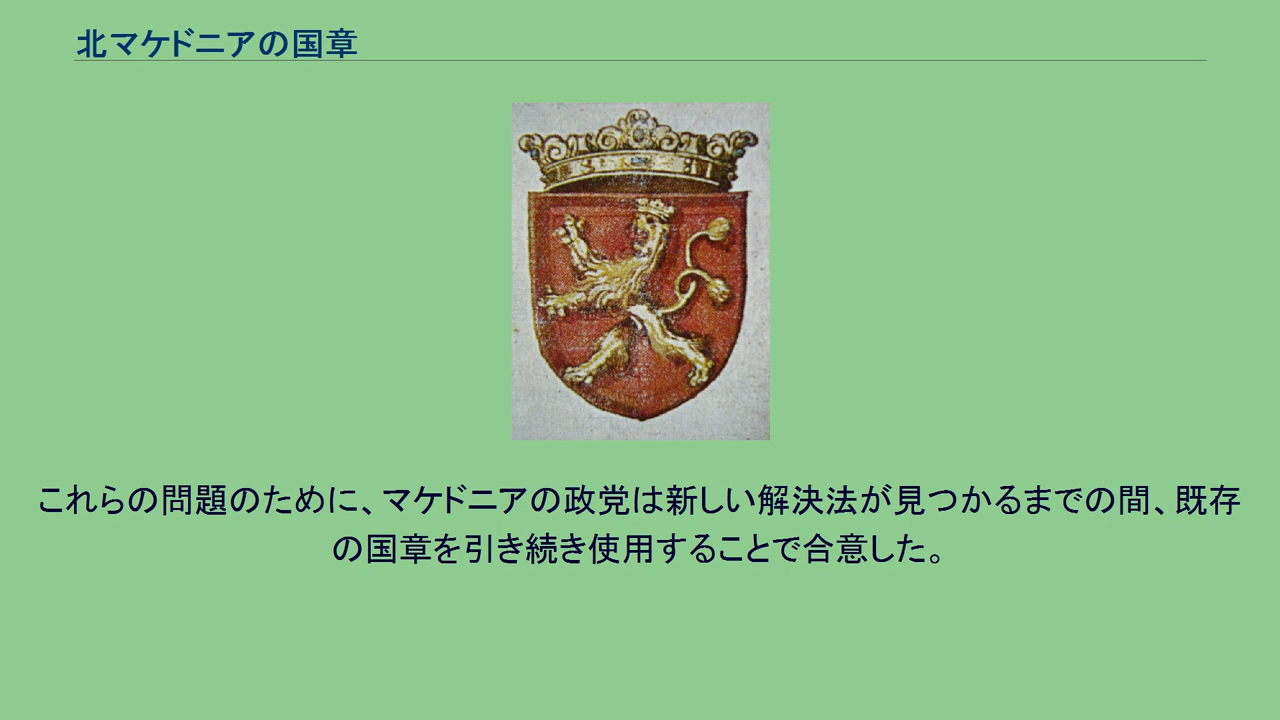 北マケドニアの国章
これらの問題のために、マケドニアの政党は新しい解決法が見つかるまでの間、既存
の国章を引き続き使用することで合意した。